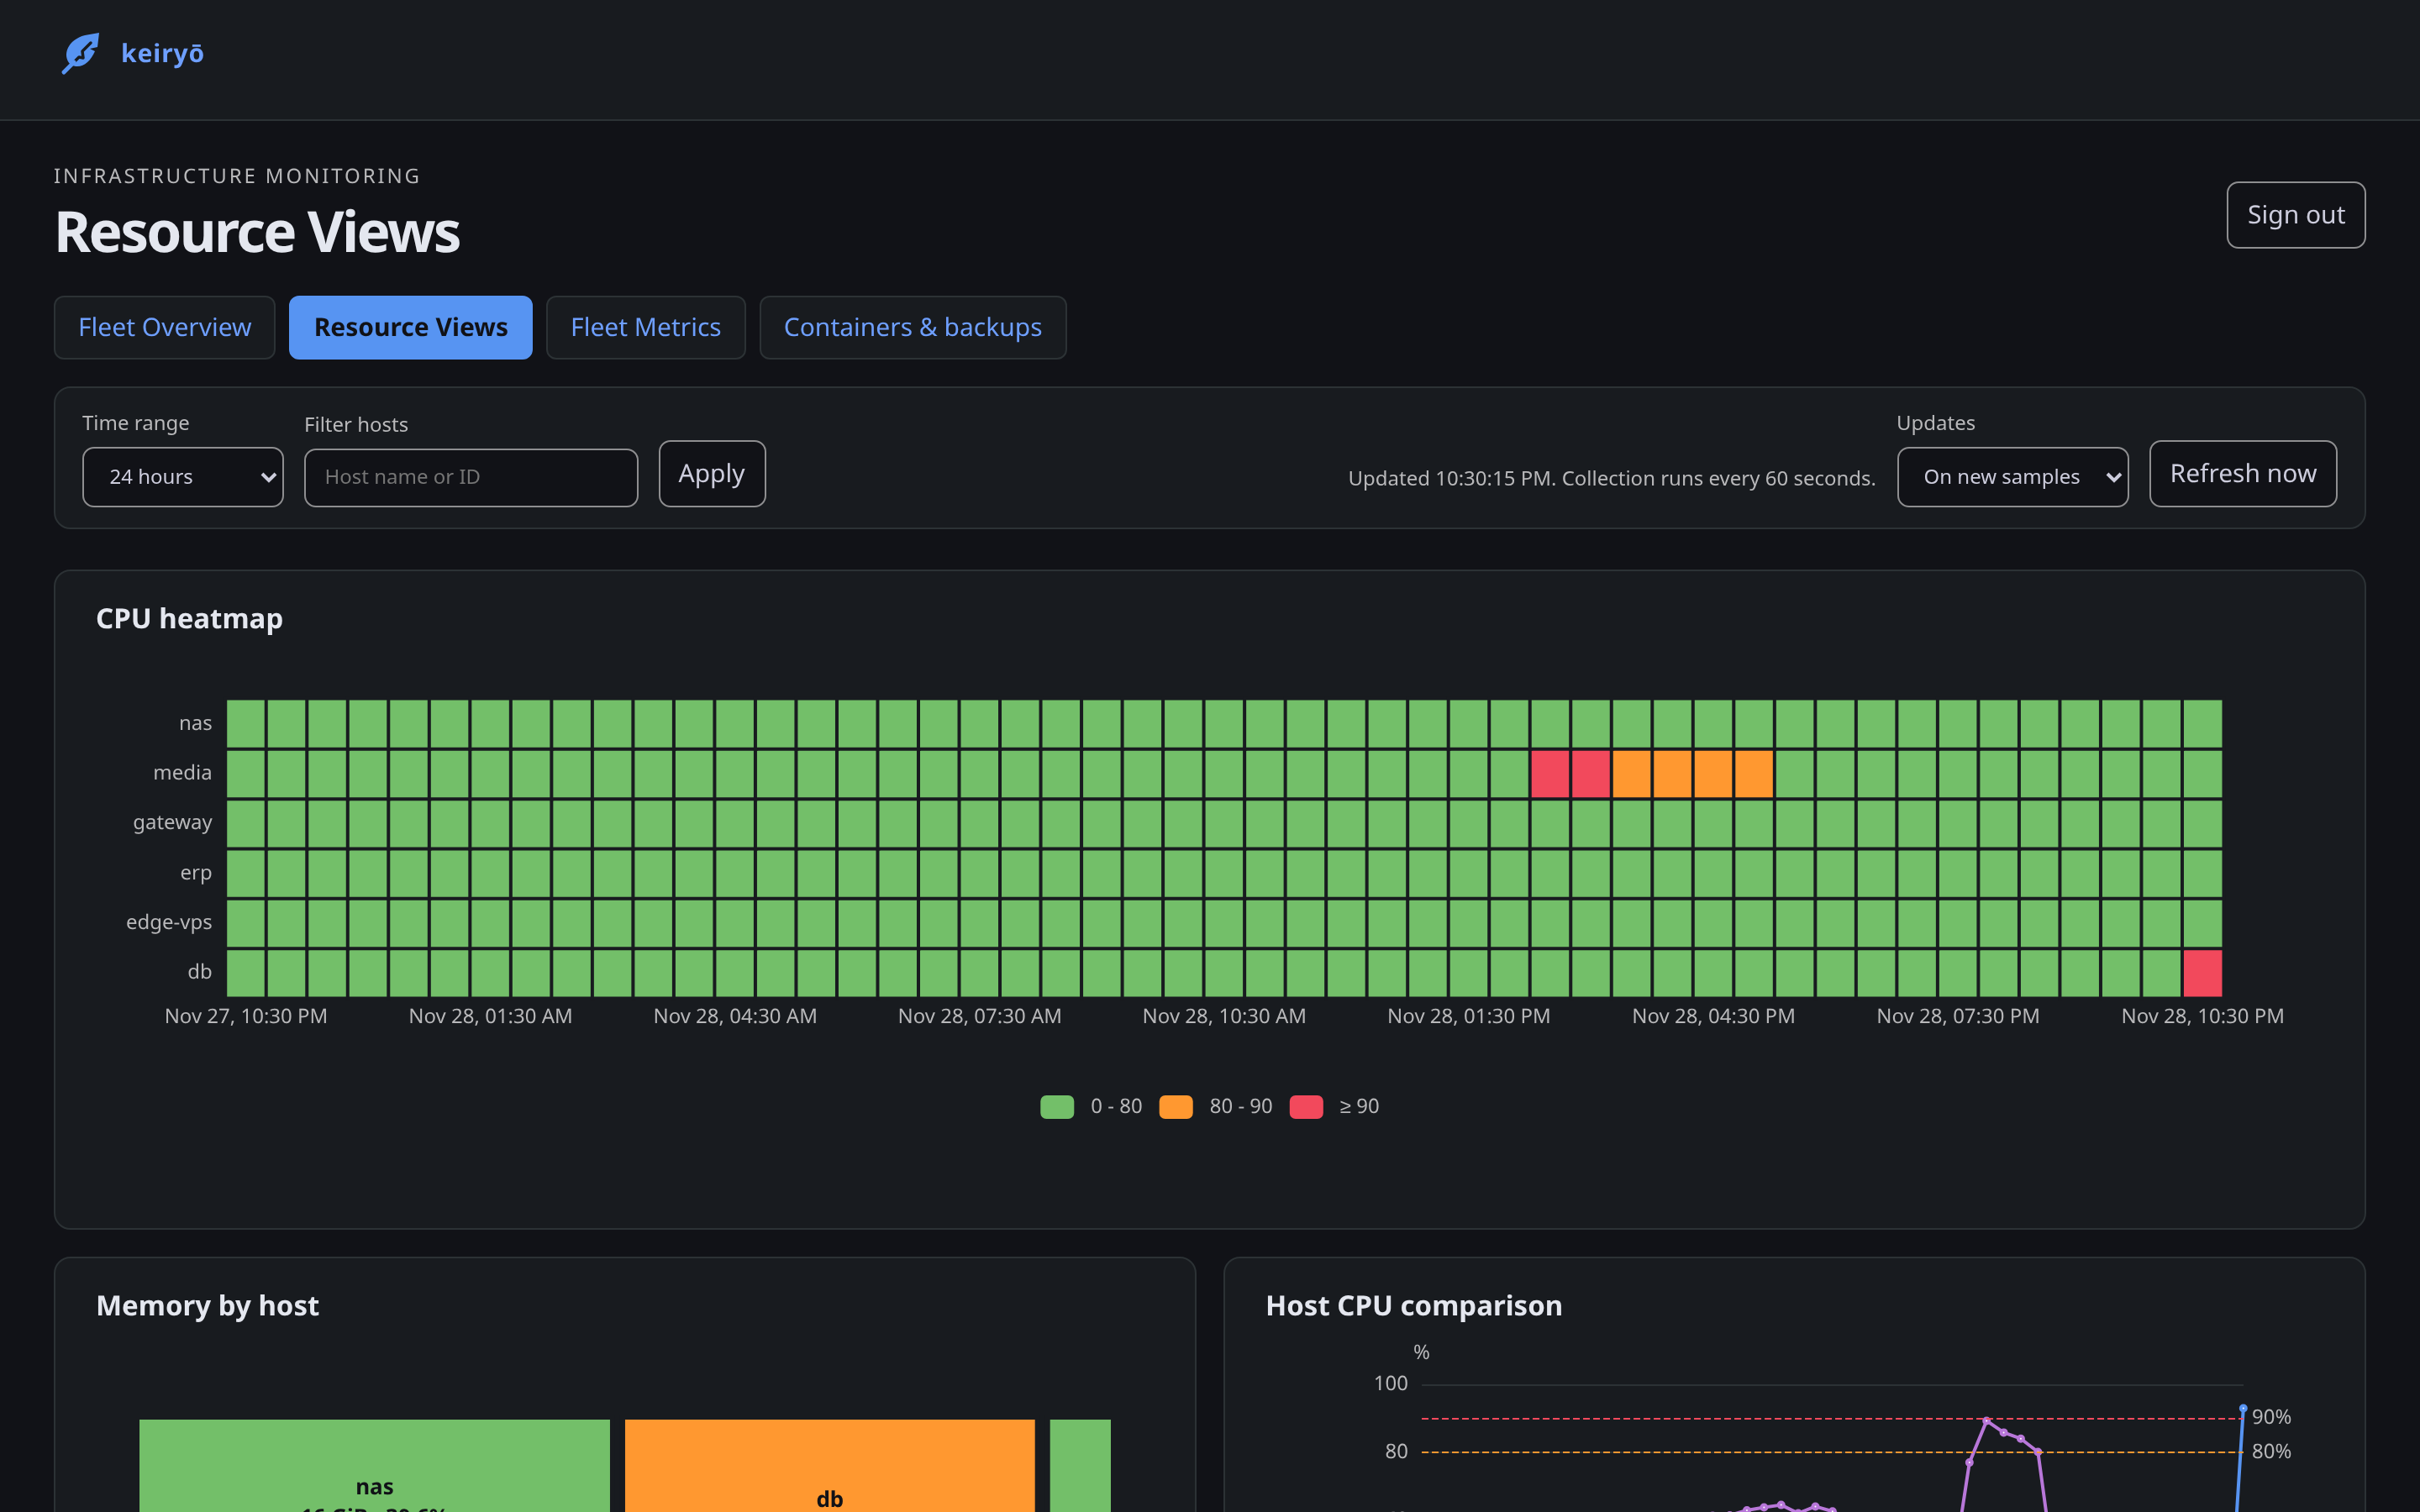 keiryō
INFRASTRUCTURE MONITORING
Resource Views
Sign out
Fleet Overview
Resource Views
Fleet Metrics
Containers & backups
Time range
24 hours
Filter hosts
Host name or ID
Apply
Updated 10:30:15 PM. Collection runs every 60 seconds.
Updates
On new samples
Refresh now
CPU heatmap
nas
media
gateway
erp
edge-vps
db
Nov 27, 10:30 PM
Nov 28, 01:30 AM
Nov 28, 04:30 AM
Nov 28, 07:30 AM
Nov 28, 10:30 AM
Nov 28, 01:30 PM
Nov 28, 04:30 PM
Nov 28, 07:30 PM
Nov 28, 10:30 PM
0 - 80
80 - 90
≥ 90
Memory by host
nas
db
Host CPU comparison
%
100
90%
80
80%